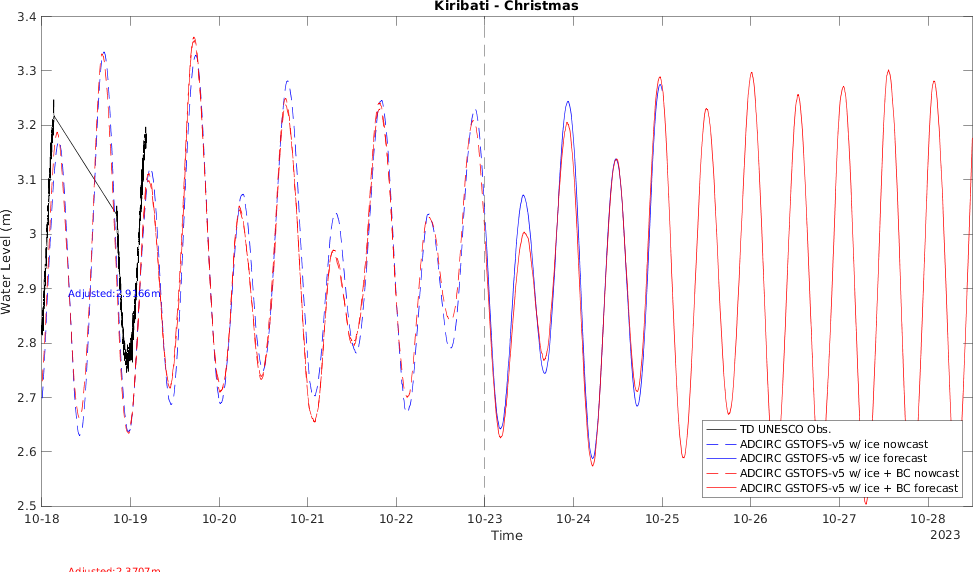 Kiribati - Christmas
3.4
3.3
3.2
3.1
3
2.9
2.8
2.7
2.6
2.5
Water Level (m)
Adjusted:2.9166m
TD UNESCO Obs.
ADCIRC GSTOFS-v5 w/ ice nowcast
ADCIRC GSTOFS-v5 w/ ice forecast
ADCIRC GSTOFS-v5 w/ ice + BC nowcast
ADCIRC GSTOFS-v5 w/ ice + BC forecast
10-18 10-19 10-20 10-21 10-22 10-23 10-24 10-25 10-26 10-27 10-28
Time
2023
Adjusted:2.3707m